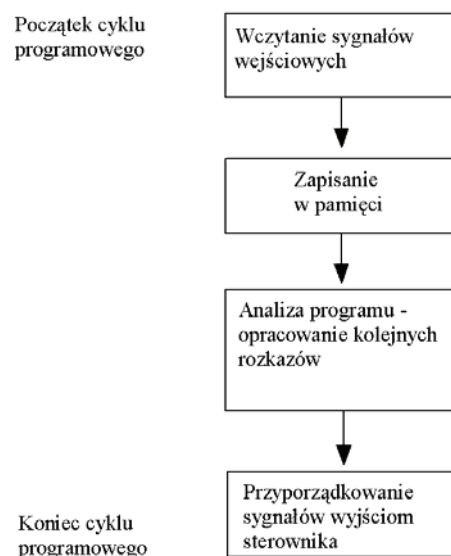 Początek cyklu
programowego
Wczytanie sygnałów
wejściowych
Zapisanie
w pamięci
Analiza programu -
opracowanie kolejnych
rozkazów
Przyporządkowanie
sygnałów wyjściom
sterownika
Koniec cyklu
programowego